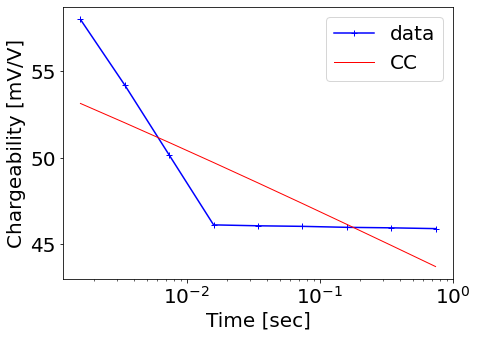 data
CC
55
50
45
Chargeability [mV/V]
10⁻² 10⁻¹ 10⁰
Time [sec]